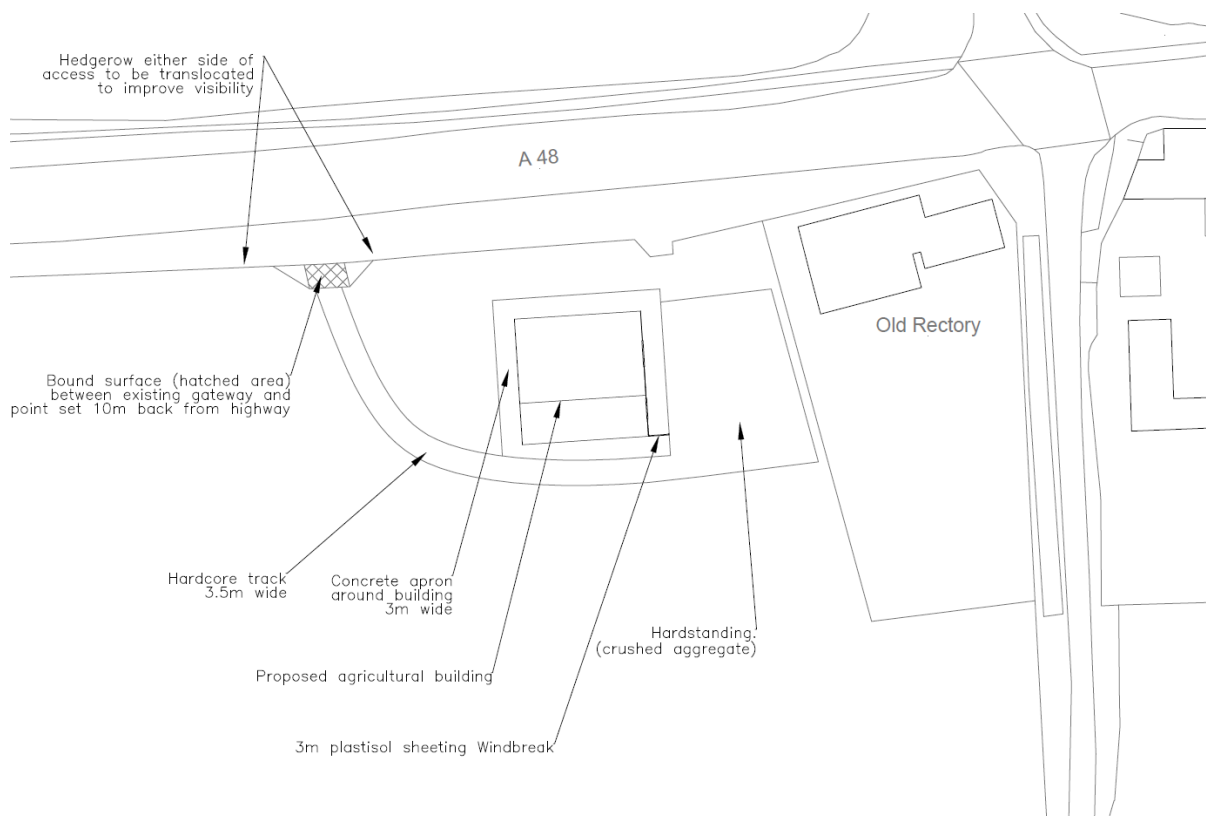 Hedgerow either side of
access to be translocated
to improve visibility
A 48
Old Rectory
Bound surface (hatched area)
between existing gateway and
point set 10m back from highway
Hardcore track
3.5m wide
Concrete apron
around building
3m wide
Hardstanding.
(crushed aggregate)
Proposed agricultural building
3m plastisol sheeting Windbreak